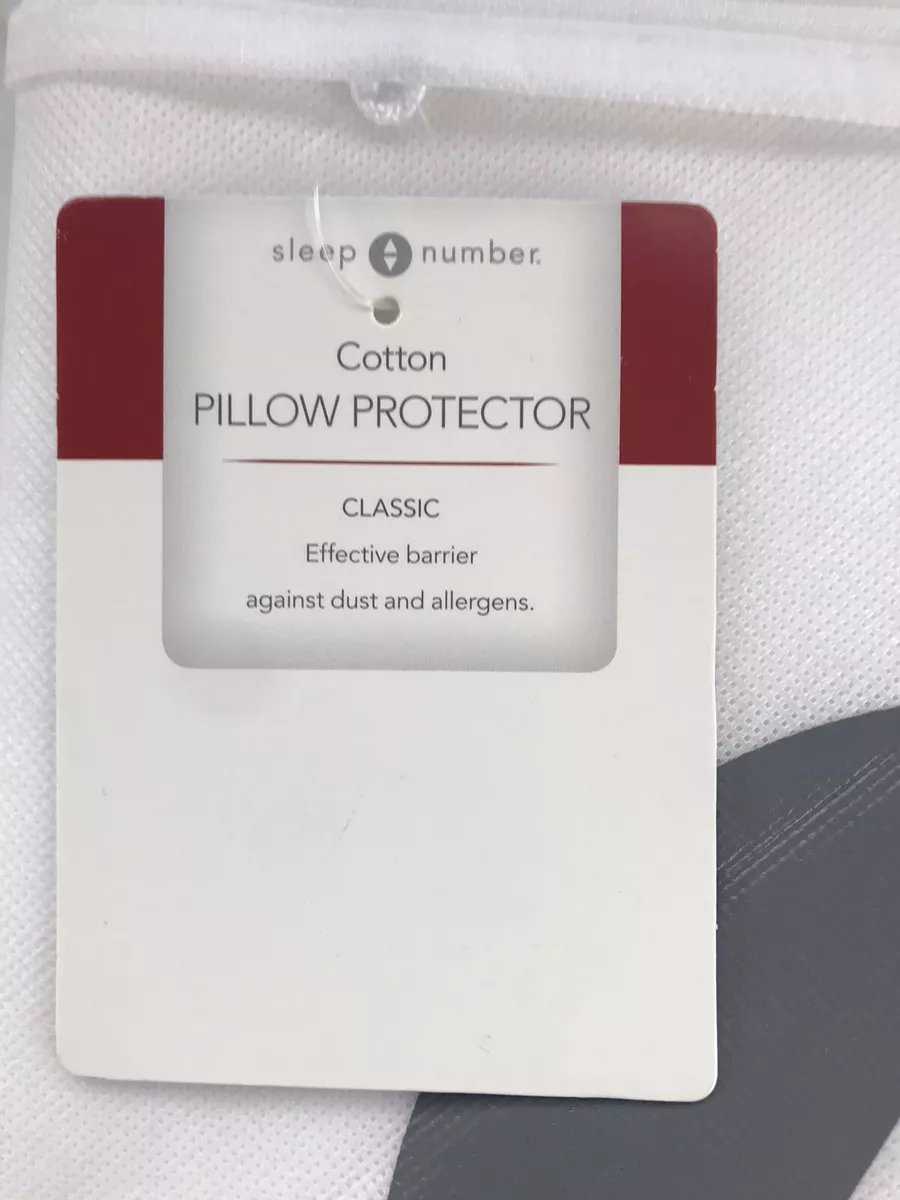 sleep number.
Cotton
PILLOW PROTECTOR
CLASSIC
Effective barrier
against dust and allergens.